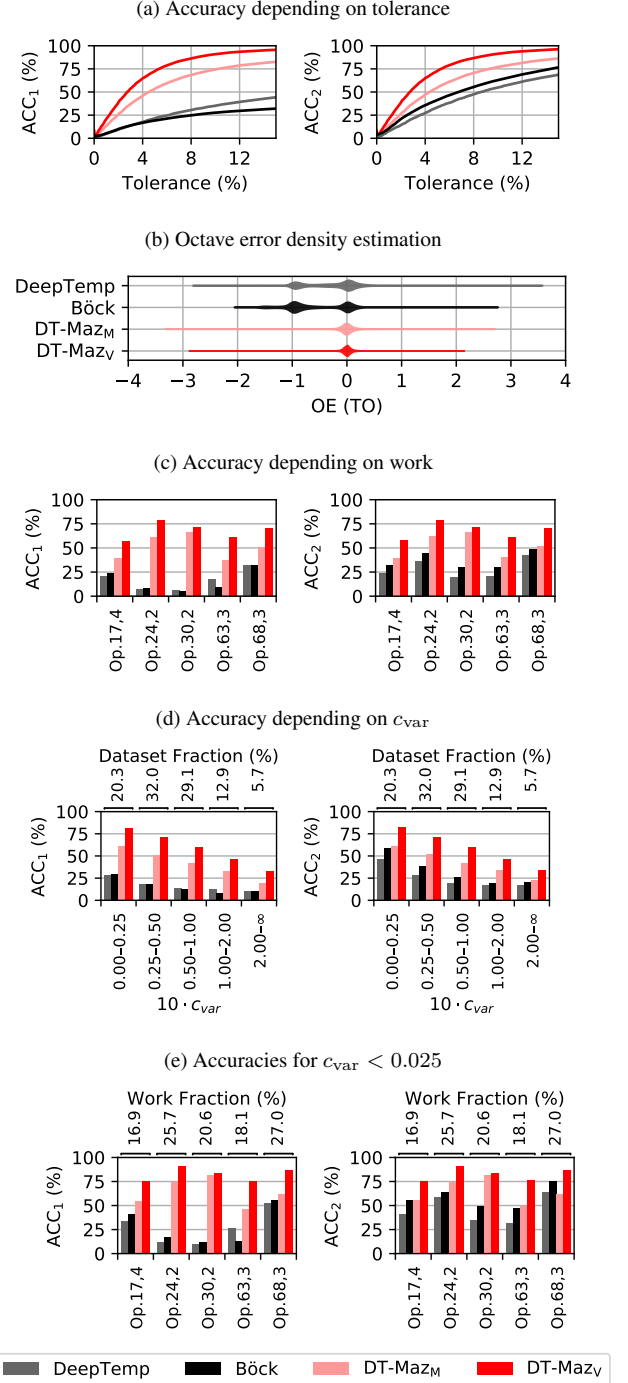 (a) Accuracy depending on tolerance
100
75
50
25
0
ACC1 (%)
0 4 8 12
Tolerance (%)
100
75
50
25
0
ACC2 (%)
0 4 8 12
Tolerance (%)
(b) Octave error density estimation
DeepTemp
Böck
DT-MazM
DT-MazV
−4 −3 −2 −1 0 1 2 3 4
OE (TO)
(c) Accuracy depending on work
100
75
50
25
0
ACC1 (%)
Op.17,4 Op.24,2 Op.30,2 Op.63,3 Op.68,3
100
75
50
25
0
ACC2 (%)
Op.17,4 Op.24,2 Op.30,2 Op.63,3 Op.68,3
(d) Accuracy depending on cvar
Dataset Fraction (%)
20.3 32.0 29.1 12.9 5.7
100
75
50
25
0
ACC1 (%)
0.00–0.25 0.25–0.50 0.50–1.00 1.00–2.00 2.00–∞
10 · cvar
Dataset Fraction (%)
20.3 32.0 29.1 12.9 5.7
100
75
50
25
0
ACC2 (%)
0.00–0.25 0.25–0.50 0.50–1.00 1.00–2.00 2.00–∞
10 · cvar
(e) Accuracies for cvar < 0.025
Work Fraction (%)
16.9 25.7 20.6 18.1 27.0
100
75
50
25
0
ACC1 (%)
Op.17,4 Op.24,2 Op.30,2 Op.63,3 Op.68,3
Work Fraction (%)
16.9 25.7 20.6 18.1 27.0
100
75
50
25
0
ACC2 (%)
Op.17,4 Op.24,2 Op.30,2 Op.63,3 Op.68,3
DeepTemp Böck DT-MazM DT-MazV